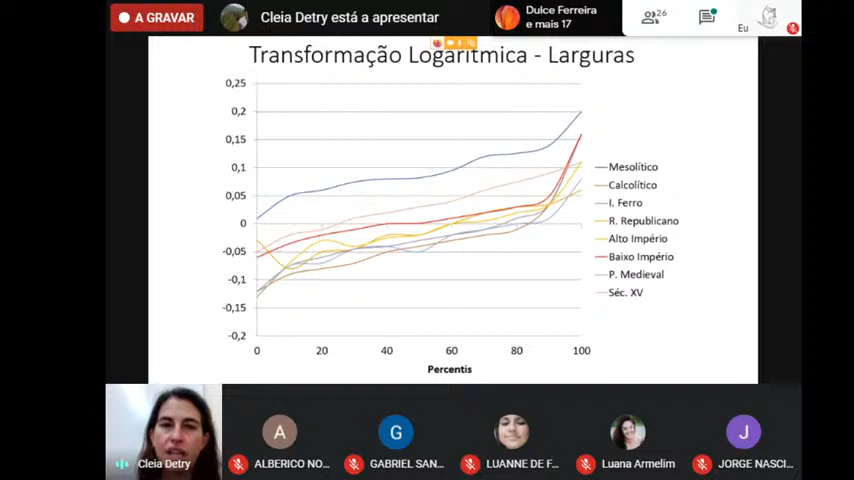 A GRAVAR
Cleia Detry está a apresentar
Dulce Ferreira
e mais 17
26
Eu
Transformação Logarítmica - Larguras
0,25
0,2
0,15
0,1
0,05
0
-0,05
-0,1
-0,15
-0,2
0
20
40
60
80
100
Percentis
Mesolítico
Calcolítico
I. Ferro
R. Republicano
Alto Império
Baixo Império
P. Medieval
Séc. XV
Cleia Detry
A
ALBERICO NO...
G
GABRIEL SAN...
LUANNE DE F...
Luana Armelim
J
JORGE NASCI...